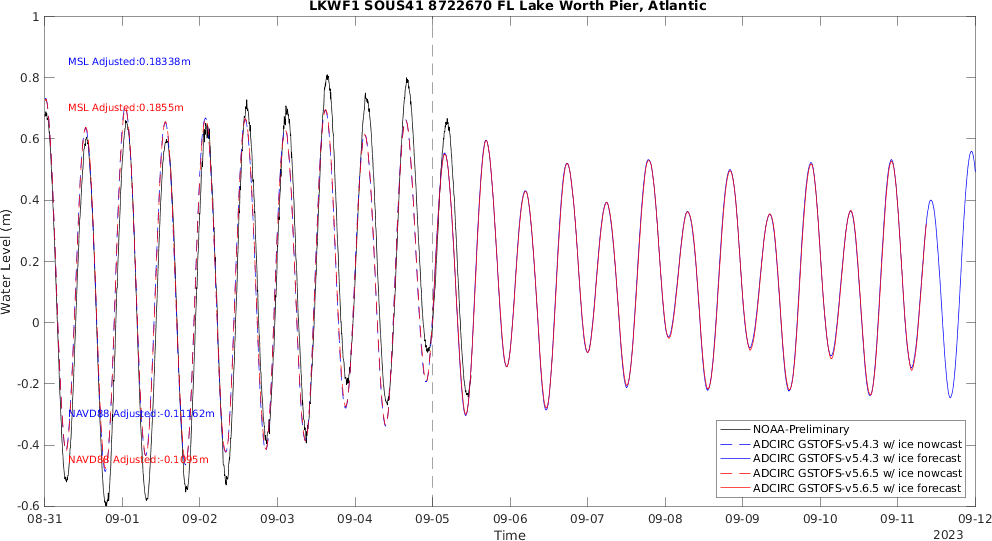 LKWF1 SOUS41 8722670 FL Lake Worth Pier, Atlantic
1
0.8
0.6
0.4
0.2
0
-0.2
-0.4
-0.6
Water Level (m)
MSL Adjusted:0.18338m
MSL Adjusted:0.1855m
NAVD88 Adjusted:-0.11162m
NAVD88 Adjusted:-0.1095m
NOAA-Preliminary
ADCIRC GSTOFS-v5.4.3 w/ ice nowcast
ADCIRC GSTOFS-v5.4.3 w/ ice forecast
ADCIRC GSTOFS-v5.6.5 w/ ice nowcast
ADCIRC GSTOFS-v5.6.5 w/ ice forecast
08-31 09-01 09-02 09-03 09-04 09-05 09-06 09-07 09-08 09-09 09-10 09-11 09-12
Time
2023